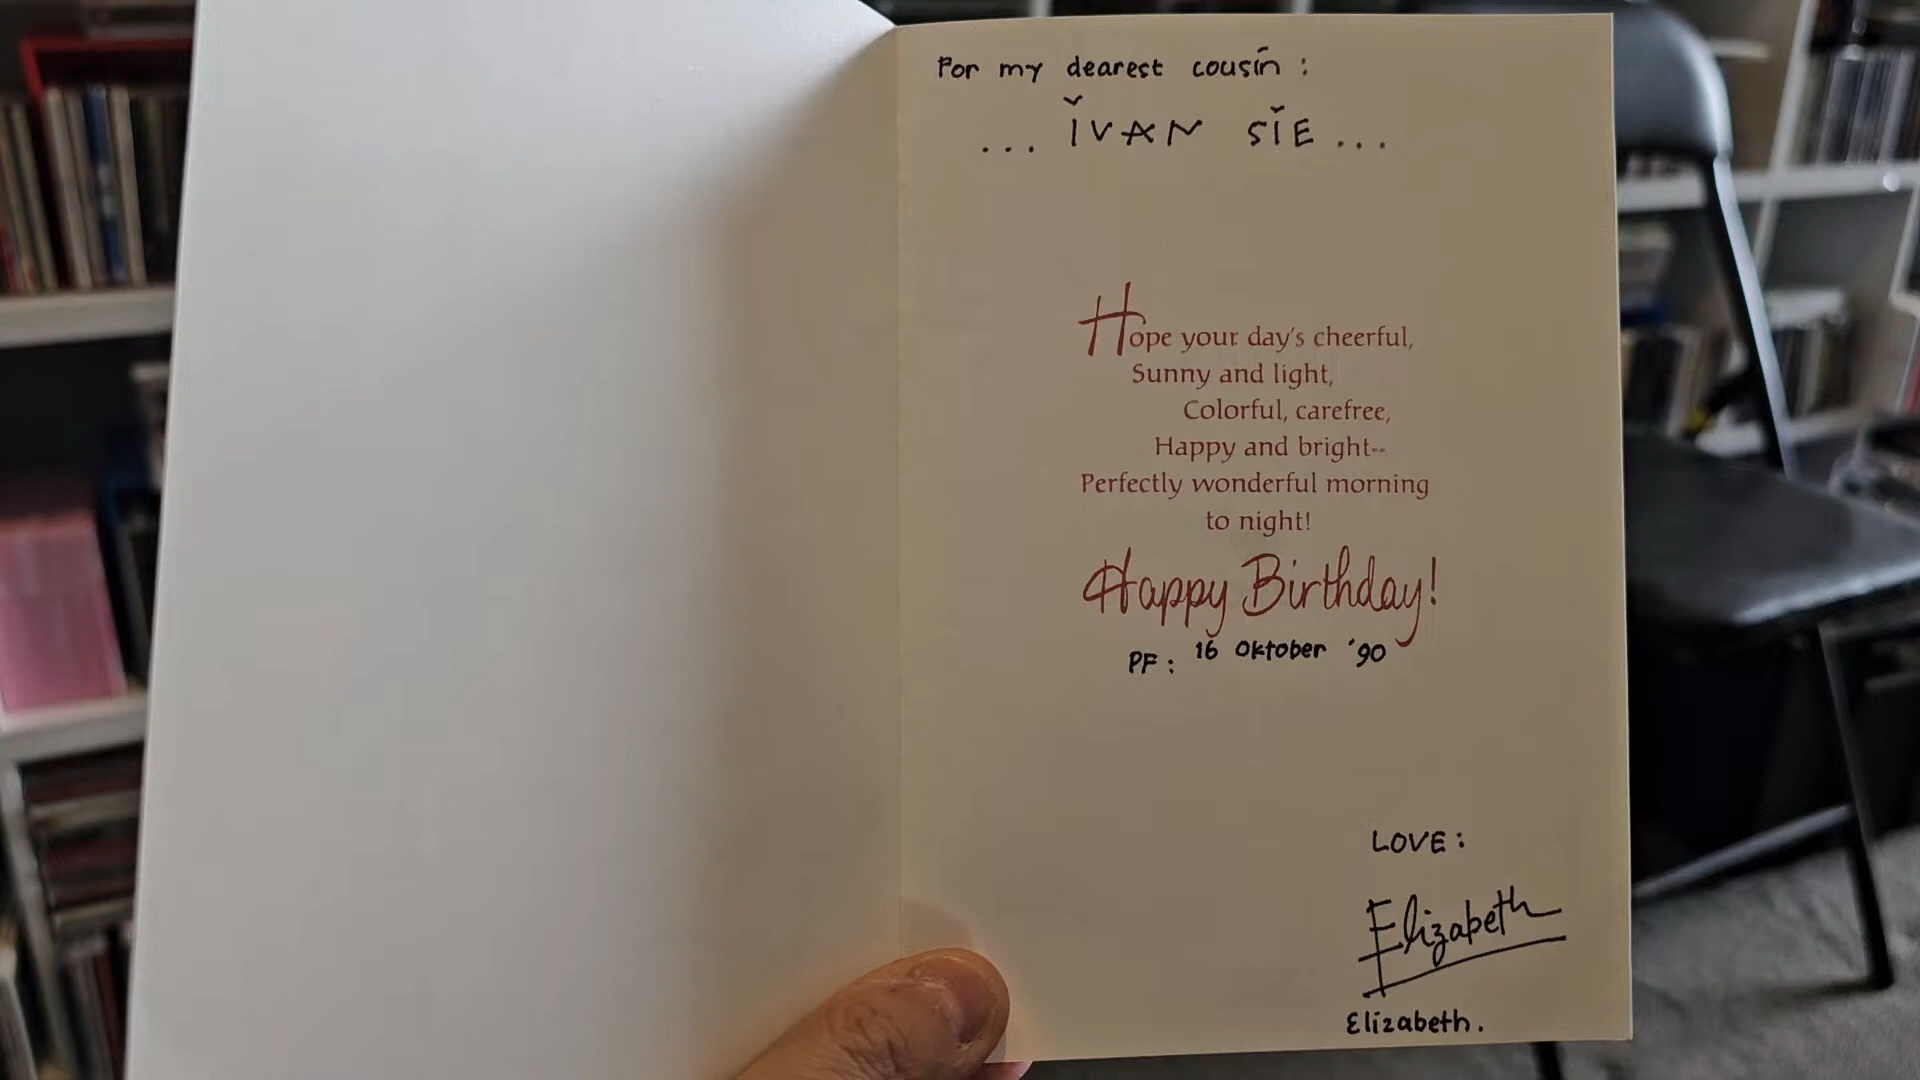 For my dearest cousin :
... IVAN SIE ...
Hope your day's cheerful,
Sunny and light,
Colorful, carefree,
Happy and bright--
Perfectly wonderful morning
to night!
Happy Birthday!
PF : 16 Oktober '90
LOVE :
Elizabeth
Elizabeth.